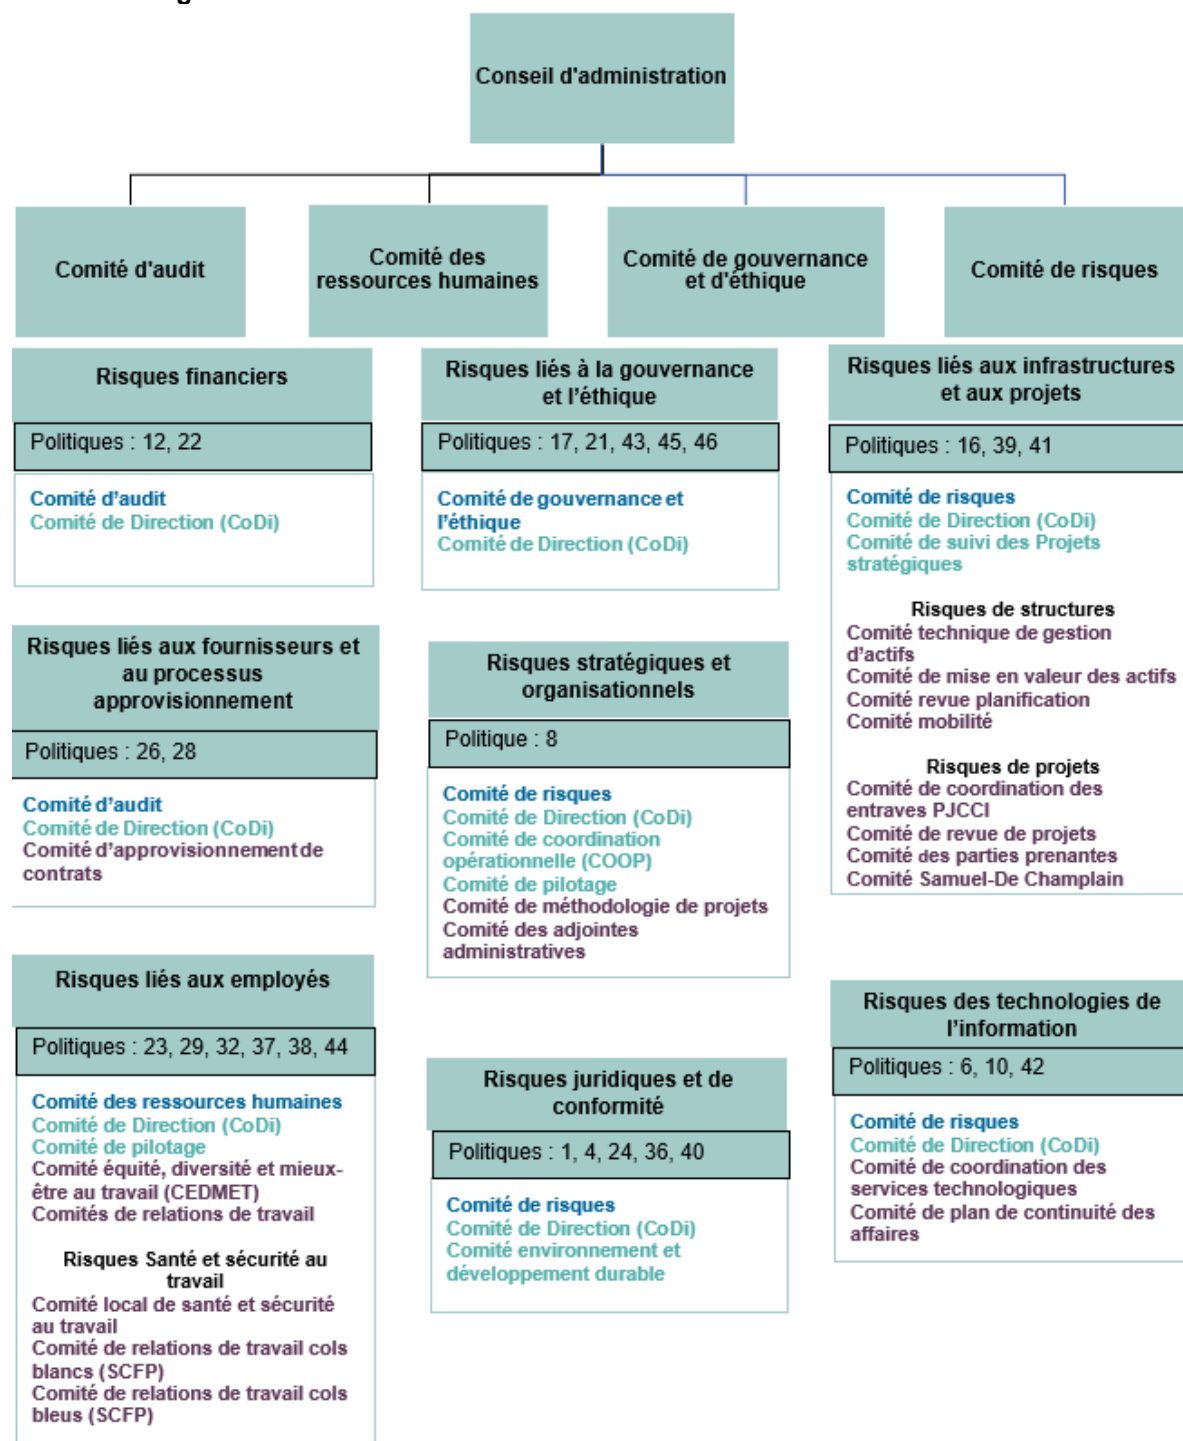 Conseil d'administration
Comité d'audit
Comité des
ressources humaines
Comité de gouvernance
et d'éthique
Comité de risques
Risques financiers
Politiques : 12, 22
Comité d'audit
Comité de Direction (CoDi)
Risques liés aux fournisseurs et
au processus
approvisionnement
Politiques : 26, 28
Comité d'audit
Comité de Direction (CoDi)
Comité d'approvisionnement de
contrats
Risques liés aux employés
Politiques : 23, 29, 32, 37, 38, 44
Comité des ressources humaines
Comité de Direction (CoDi)
Comité de pilotage
Comité équité, diversité et mieux-
être au travail (CEDMET)
Comités de relations de travail
Risques Santé et sécurité au
travail
Comité local de santé et sécurité
au travail
Comité de relations de travail cols
blancs (SCFP)
Comité de relations de travail cols
bleus (SCFP)
Risques liés à la gouvernance
et l'éthique
Politiques : 17, 21, 43, 45, 46
Comité de gouvernance et
l'éthique
Comité de Direction (CoDi)
Risques stratégiques et
organisationnels
Politique : 8
Comité de risques
Comité de Direction (CoDi)
Comité de coordination
opérationnelle (COOP)
Comité de pilotage
Comité de méthodologie de projets
Comité des adjointes
administratives
Risques juridiques et de
conformité
Politiques : 1, 4, 24, 36, 40
Comité de risques
Comité de Direction (CoDi)
Comité environnement et
développement durable
Risques liés aux infrastructures
et aux projets
Politiques : 16, 39, 41
Comité de risques
Comité de Direction (CoDi)
Comité de suivi des Projets
stratégiques
Risques de structures
Comité technique de gestion
d'actifs
Comité de mise en valeur des actifs
Comité revue planification
Comité mobilité
Risques de projets
Comité de coordination des
entraves PJCCI
Comité de revue de projets
Comité des parties prenantes
Comité Samuel-De Champlain
Risques des technologies de
l'information
Politiques : 6, 10, 42
Comité de risques
Comité de Direction (CoDi)
Comité de coordination des
services technologiques
Comité de plan de continuité des
affaires